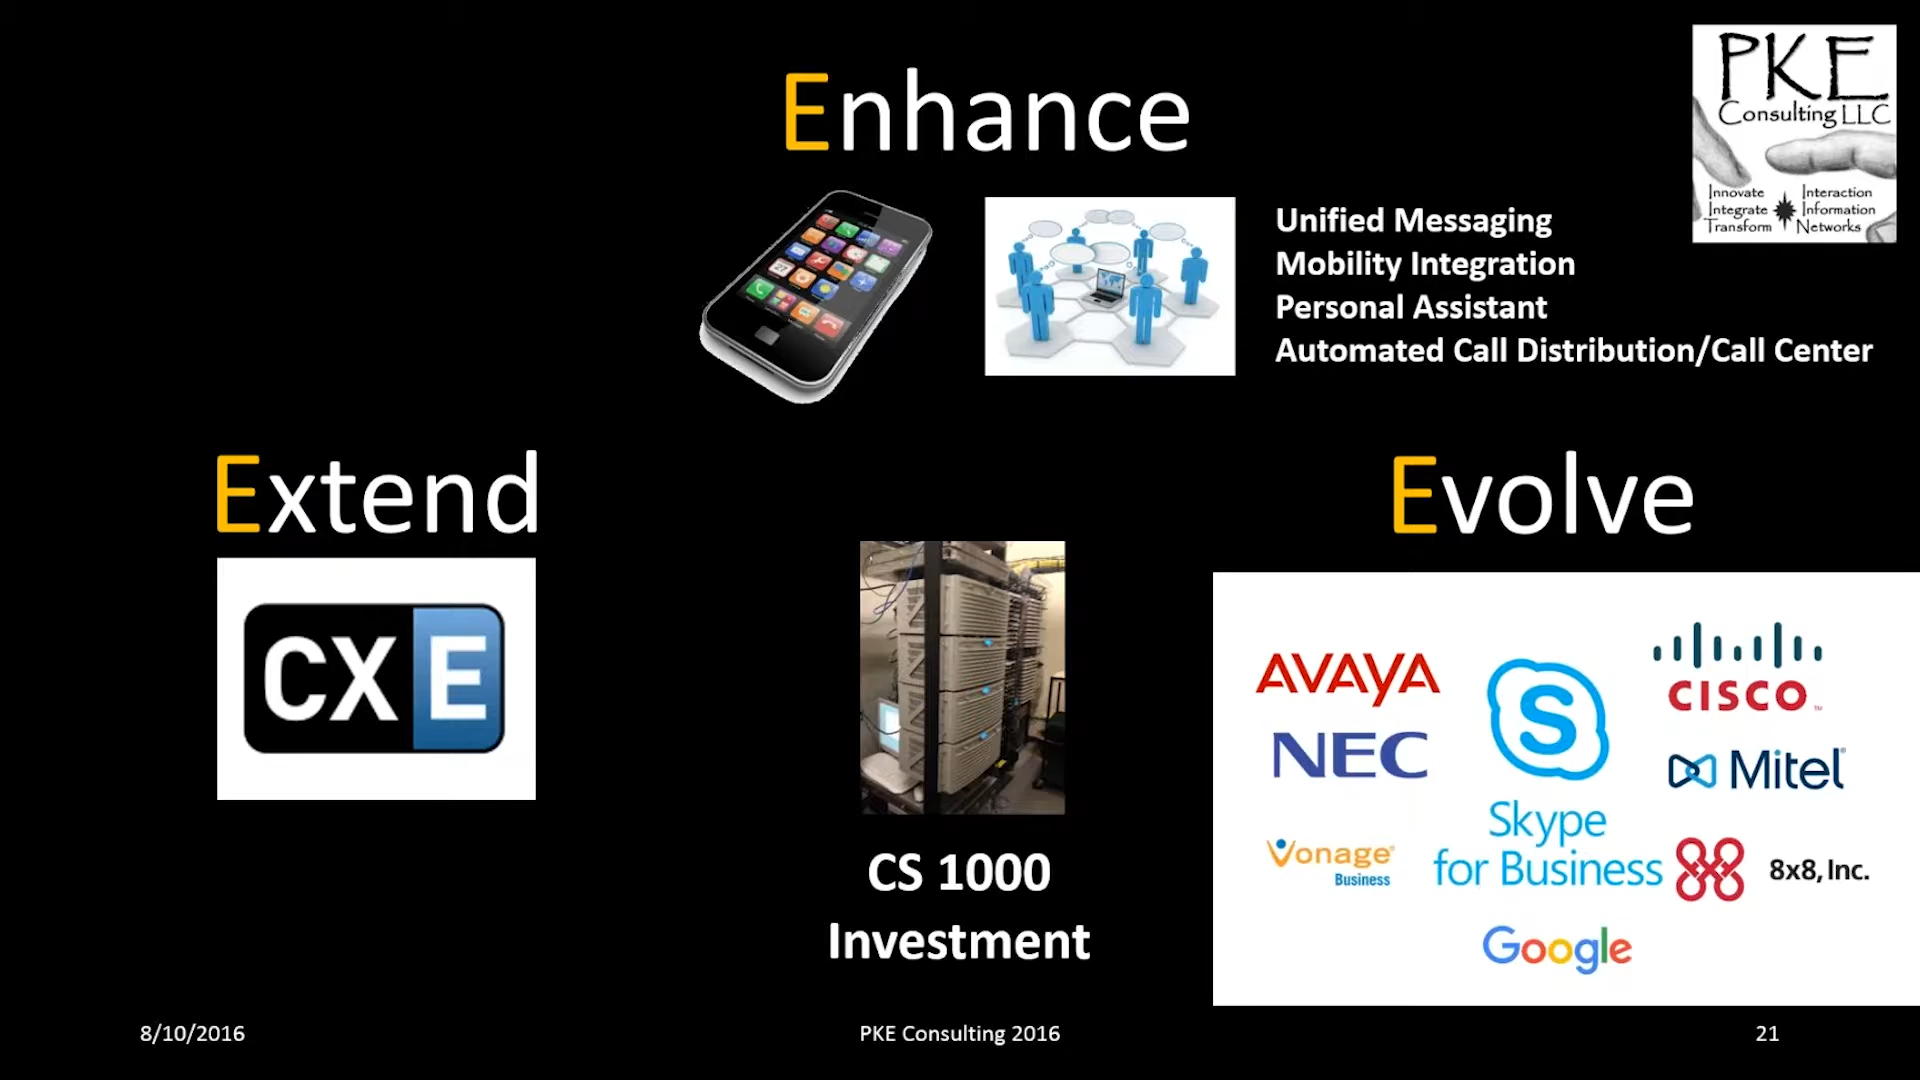 Enhance
PKE
Consulting LLC
Innovate Interaction
Integrate Information
Transform Networks
Unified Messaging
Mobility Integration
Personal Assistant
Automated Call Distribution/Call Center
Extend
CXE
CS 1000
Investment
Evolve
AVAYA
CISCO
NEC
Mitel
Skype
for Business
Vonage
Business
8x8, Inc.
Google
8/10/2016
PKE Consulting 2016
21